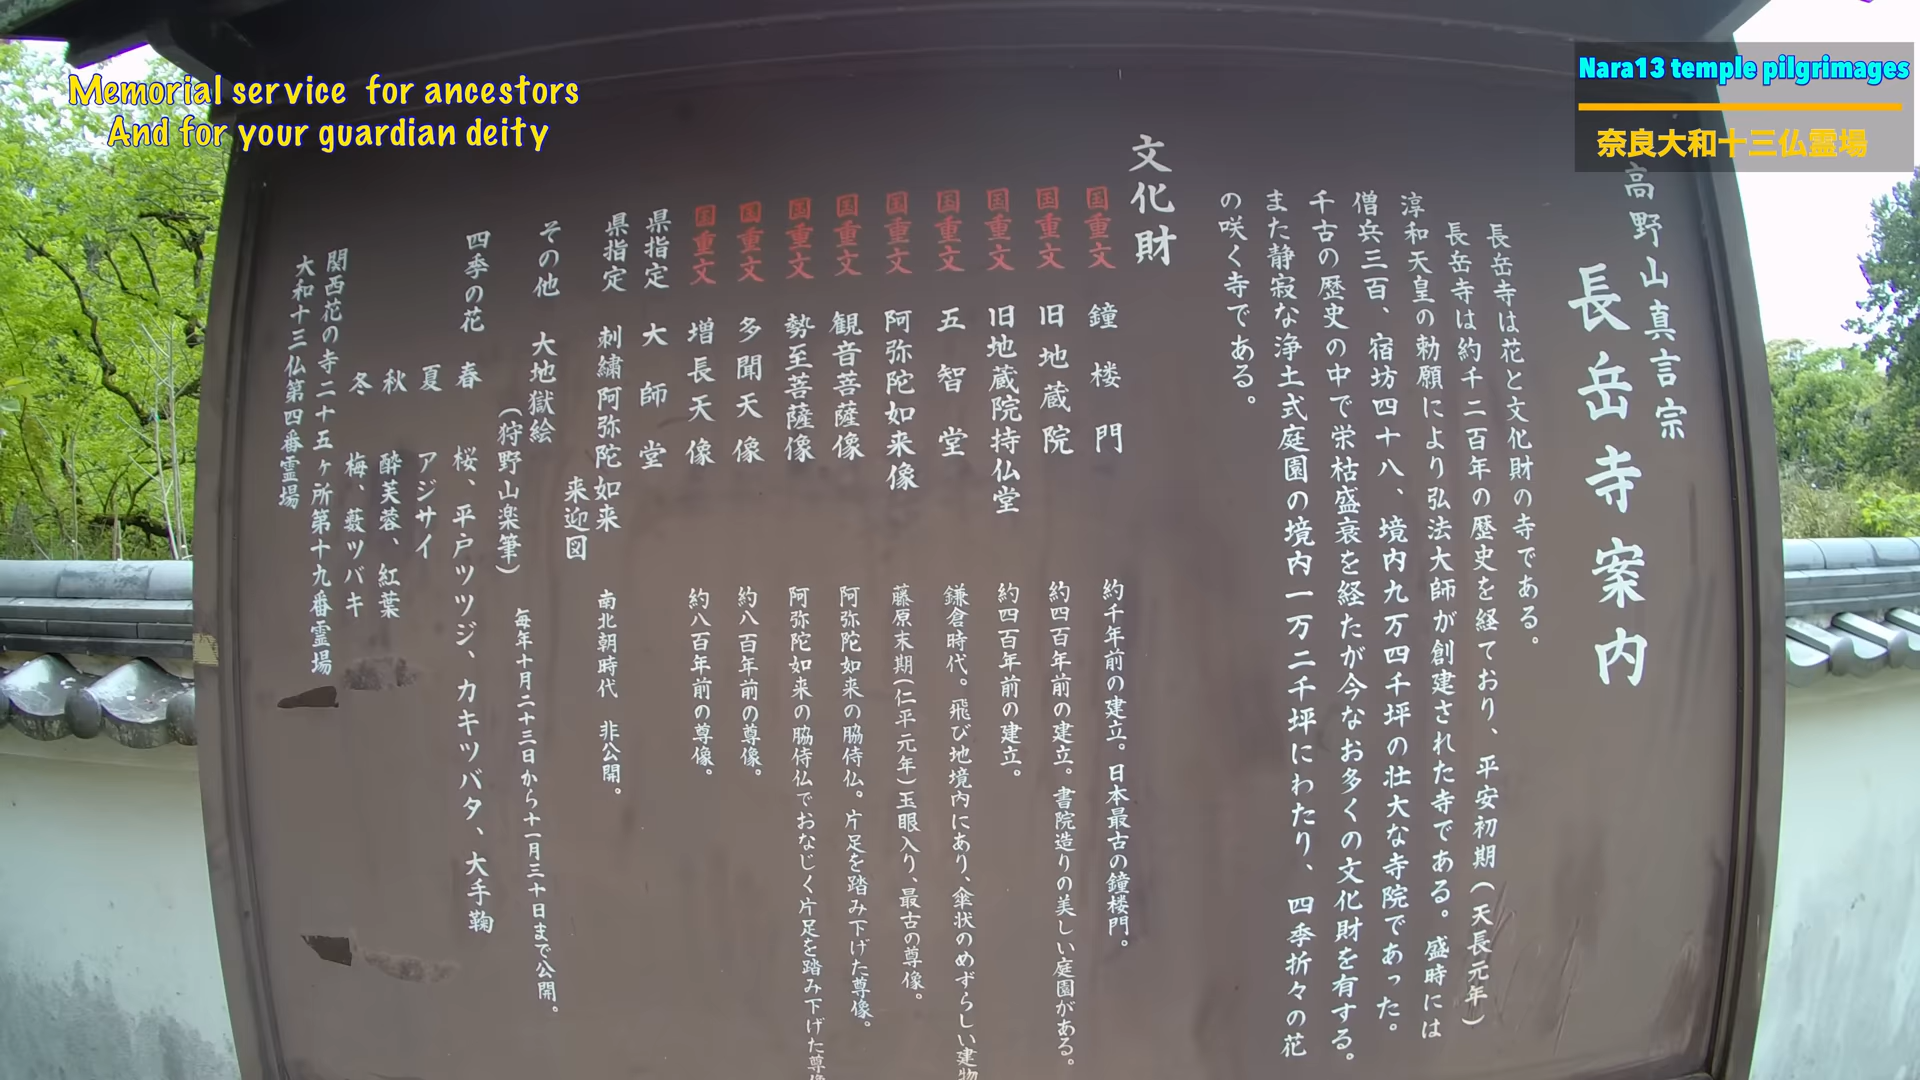 Memorial service for ancestors
And for your guardian deity
Nara13 temple pilgrimages
奈良大和十三仏霊場
高野山真言宗
長岳寺案内
長岳寺は花と文化財の寺である。
長岳寺は約千二百年の歴史を経ており、平安初期(天長元年)
淳和天皇の勅願により弘法大師が創建された寺である。盛時には
僧兵三百、宿坊四十八、境内九万四千坪の壮大な寺院であった。
千古の歴史の中で栄枯盛衰を経たが今なお多くの文化財を有する。
また静寂な浄土式庭園の境内一万二千坪にわたり、四季折々の花
の咲く寺である。
文化財
国重文 鐘楼門 約千年前の建立。日本最古の鐘楼門。
国重文 旧地蔵院 約四百年前の建立。書院造りの美しい庭園がある。
国重文 旧地蔵院持仏堂 約四百年前の建立。
国重文 五智堂 鎌倉時代。飛び地境内にあり、傘状のめずらしい建物
国重文 阿弥陀如来像 藤原末期(仁平元年)玉眼入り、最古の尊像。
国重文 観音菩薩像 阿弥陀如来の脇侍仏。片足を踏み下げた尊像。
国重文 勢至菩薩像 阿弥陀如来の脇侍仏でおなじく片足を踏み下げた尊像
国重文 多聞天像 約八百年前の尊像。
国重文 増長天像 約八百年前の尊像。
県指定 大師堂
県指定 刺繍阿弥陀如来
来迎図 南北朝時代 非公開。
その他 大地獄絵
(狩野山楽筆) 毎年十月二十三日から十一月三十日まで公開。
四季の花 春 桜、平戸ツツジ、カキツバタ、大手鞠
夏 アジサイ
秋 酔芙蓉、紅葉
冬 梅、薮ツバキ
関西花の寺二十五ヶ所第十九番霊場
大和十三仏第四番霊場